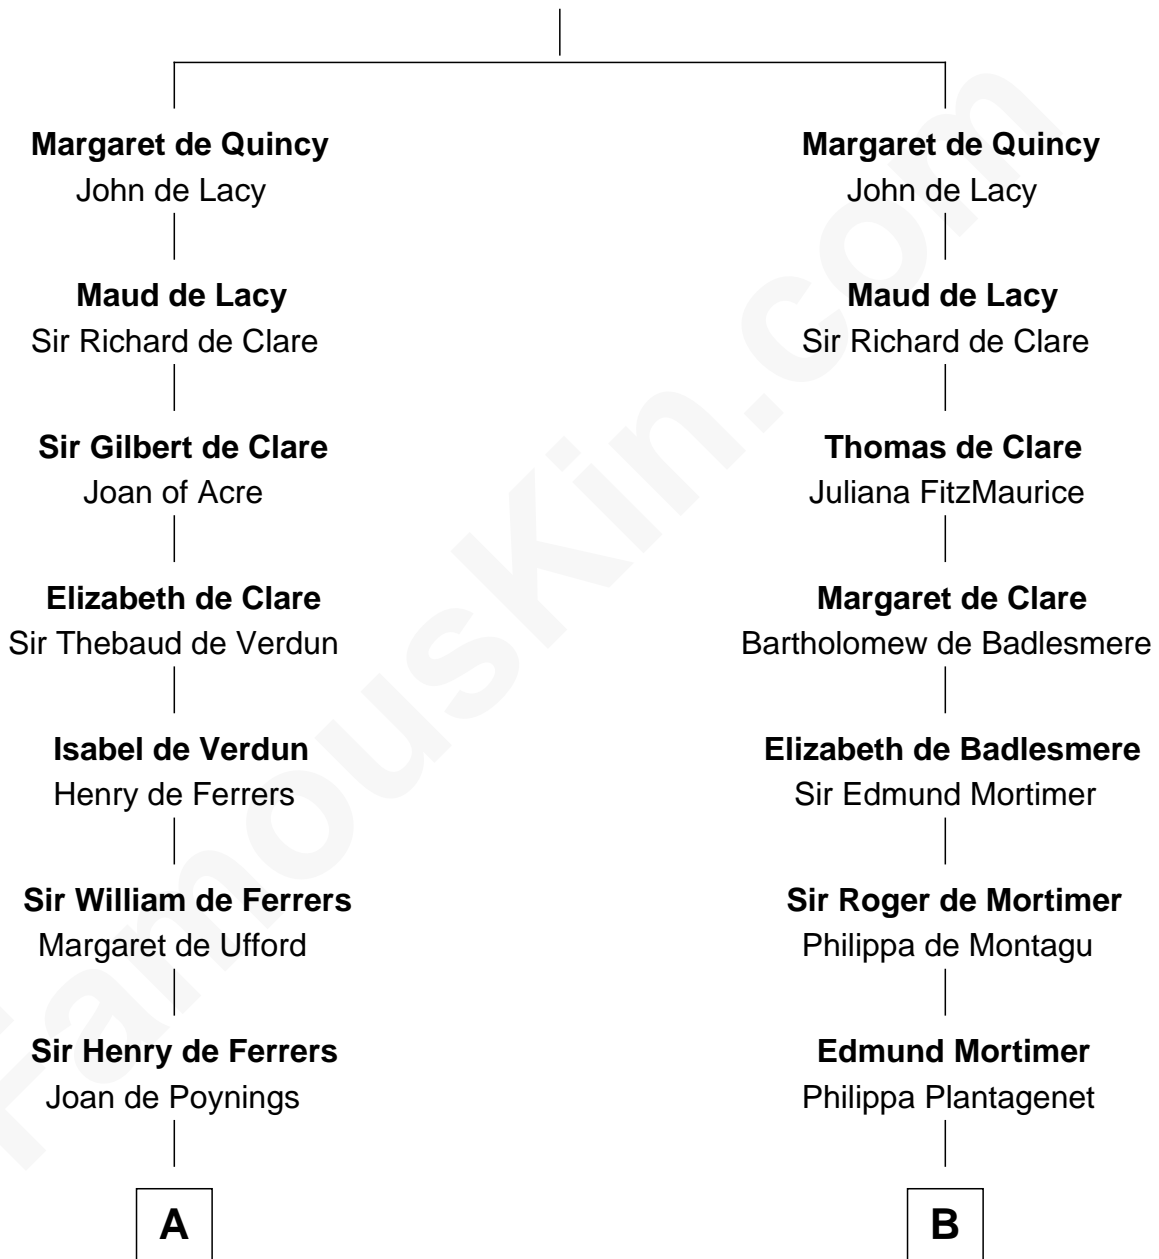 Margaret de Quincy
John de Lacy
Maud de Lacy
Sir Richard de Clare
Sir Gilbert de Clare
Joan of Acre
Elizabeth de Clare
Sir Thebaud de Verdun
Isabel de Verdun
Henry de Ferrers
Sir William de Ferrers
Margaret de Ufford
Sir Henry de Ferrers
Joan de Poynings
A
Margaret de Quincy
John de Lacy
Maud de Lacy
Sir Richard de Clare
Thomas de Clare
Juliana FitzMaurice
Margaret de Clare
Bartholomew de Badlesmere
Elizabeth de Badlesmere
Sir Edmund Mortimer
Sir Roger de Mortimer
Philippa de Montagu
Edmund Mortimer
Philippa Plantagenet
B
FamousKin.com